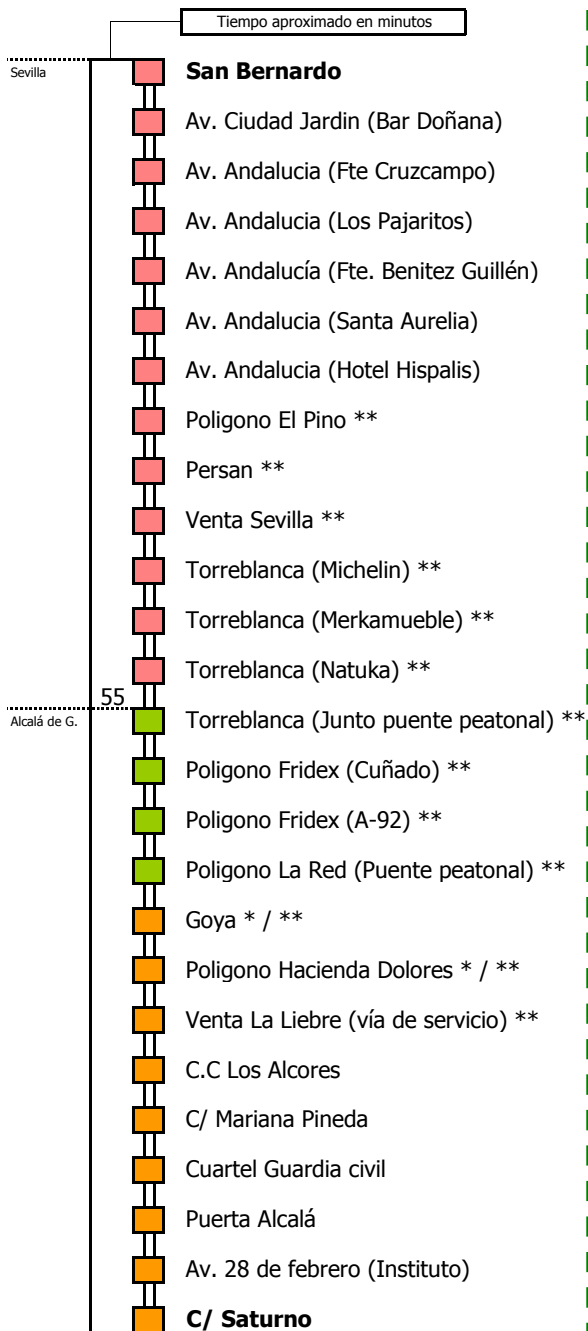 Tiempo aproximado en minutos
Sevilla
San Bernardo
Av. Ciudad Jardin (Bar Doñana)
Av. Andalucia (Fte Cruzcampo)
Av. Andalucia (Los Pajaritos)
Av. Andalucía (Fte. Benitez Guillén)
Av. Andalucia (Santa Aurelia)
Av. Andalucia (Hotel Hispalis)
Poligono El Pino **
Persan **
Venta Sevilla **
Torreblanca (Michelin) **
Torreblanca (Merkamueble) **
Torreblanca (Natuka) **
55
Alcalá de G.
Torreblanca (Junto puente peatonal) **
Poligono Fridex (Cuñado) **
Poligono Fridex (A-92) **
Poligono La Red (Puente peatonal) **
Goya * / **
Poligono Hacienda Dolores * / **
Venta La Liebre (vía de servicio) **
C.C Los Alcores
C/ Mariana Pineda
Cuartel Guardia civil
Puerta Alcalá
Av. 28 de febrero (Instituto)
C/ Saturno